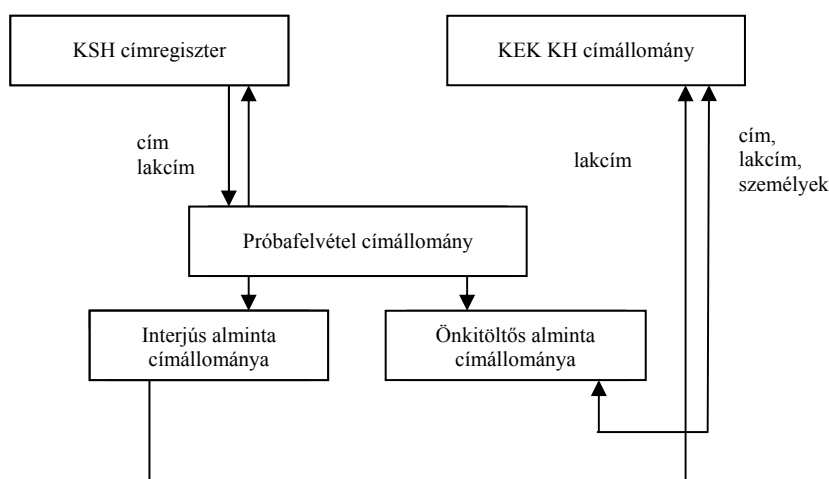 KSH címregiszter
KEK KH címállomány
cím
lakcím
lakcím
cím,
lakcím,
személyek
Próbafelvétel címállomány
Interjús alminta
címállománya
Önkitöltős alminta
címállománya